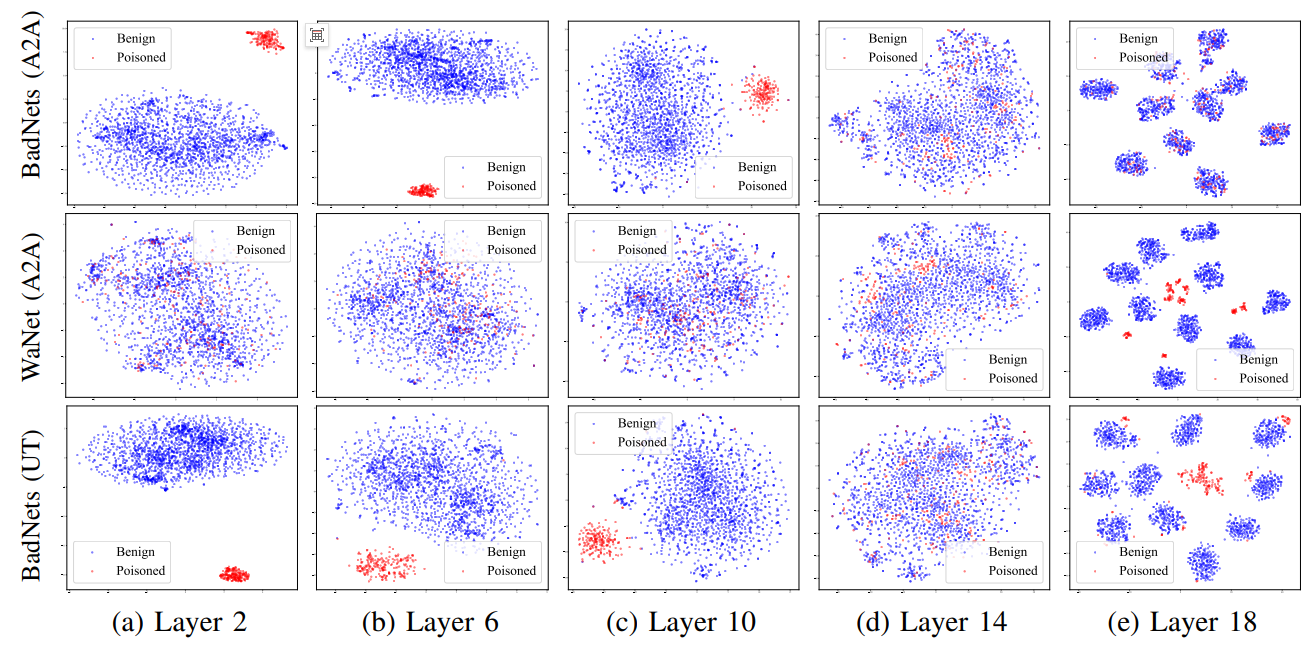 BadNets (A2A)
Benign
Poisoned
Benign
Poisoned
Benign
Poisoned
Benign
Poisoned
Benign
Poisoned
WaNet (A2A)
Benign
Poisoned
Benign
Poisoned
Benign
Poisoned
Benign
Poisoned
Benign
Poisoned
BadNets (UT)
Benign
Poisoned
Benign
Poisoned
Benign
Poisoned
Benign
Poisoned
Benign
Poisoned
(a) Layer 2
(b) Layer 6
(c) Layer 10
(d) Layer 14
(e) Layer 18